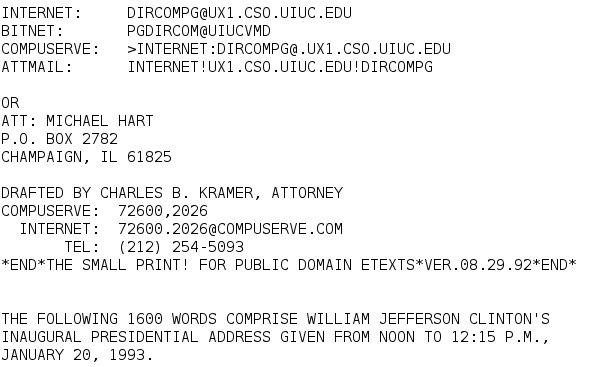 INTERNET:     DIRCOMPG@UX1.CSO.UIUC.EDU
BITNET:       PGDIRCOM@UIUCVMD
COMPUSERVE:   >INTERNET:DIRCOMPG@.UX1.CSO.UIUC.EDU
ATTMAIL:      INTERNET!UX1.CSO.UIUC.EDU!DIRCOMPG

OR
ATT: MICHAEL HART
P.O. BOX 2782
CHAMPAIGN, IL 61825

DRAFTED BY CHARLES B. KRAMER, ATTORNEY
COMPUSERVE:  72600,2026
  INTERNET:  72600.2026@COMPUSERVE.COM
       TEL:  (212) 254-5093
*END*THE SMALL PRINT! FOR PUBLIC DOMAIN ETEXTS*VER.08.29.92*END*

THE FOLLOWING 1600 WORDS COMPRISE WILLIAM JEFFERSON CLINTON'S
INAUGURAL PRESIDENTIAL ADDRESS GIVEN FROM NOON TO 12:15 P.M.,
JANUARY 20, 1993.